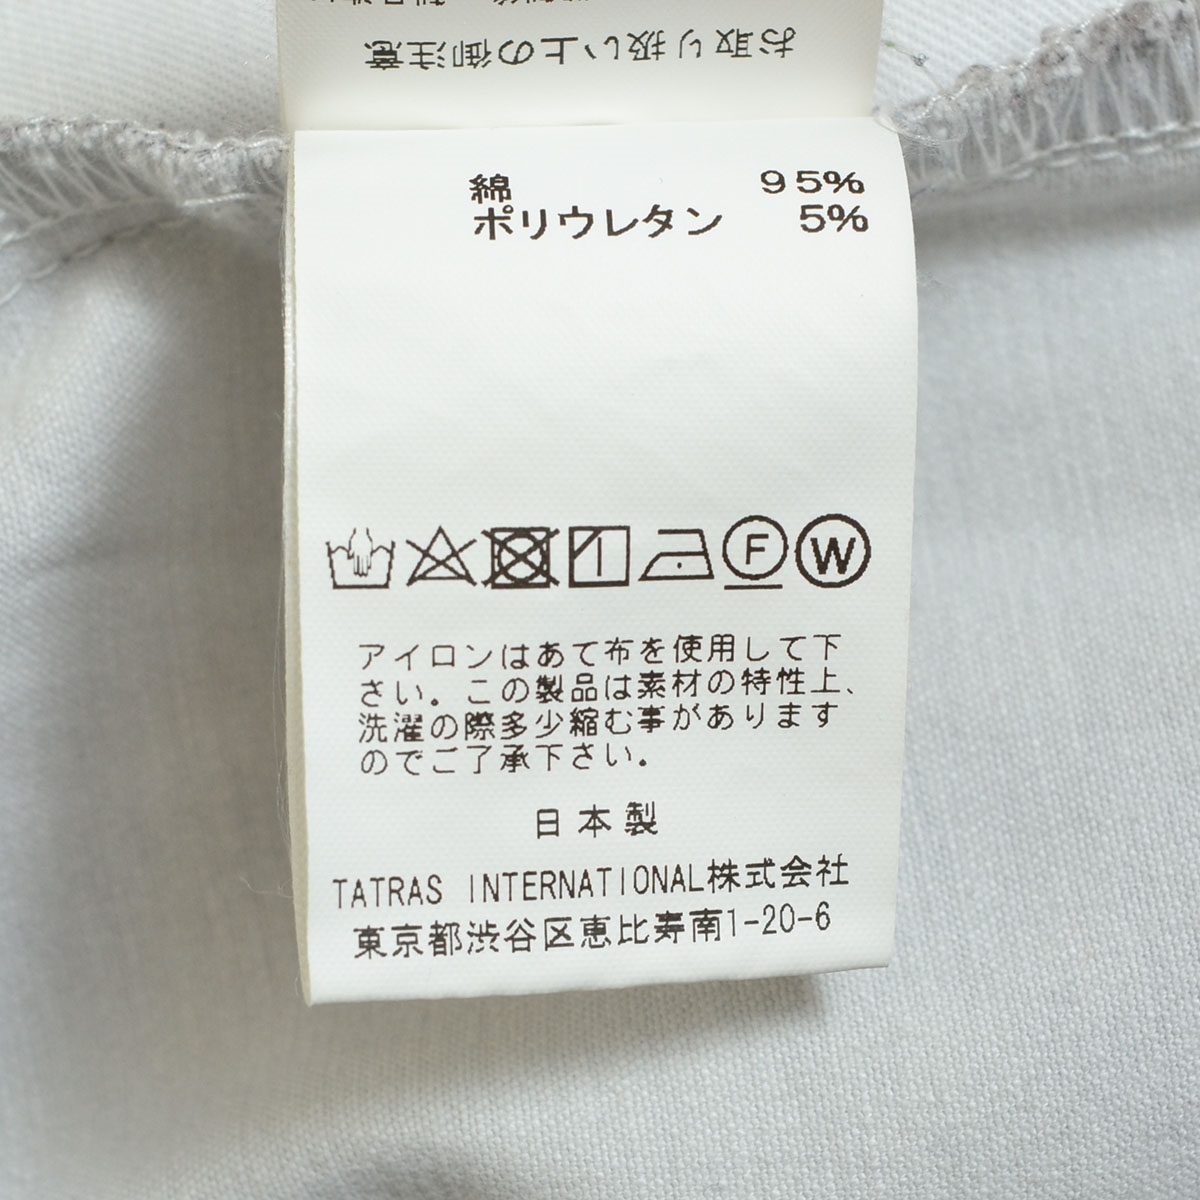 お取り扱い上の御注意
綿 95%
ポリウレタン 5%
F W
アイロンはあて布を使用して下
さい。この製品は素材の特性上、
洗濯の際多少縮む事があります
のでご了承下さい。
日本製
TATRAS INTERNATIONAL株式会社
東京都渋谷区恵比寿南1-20-6